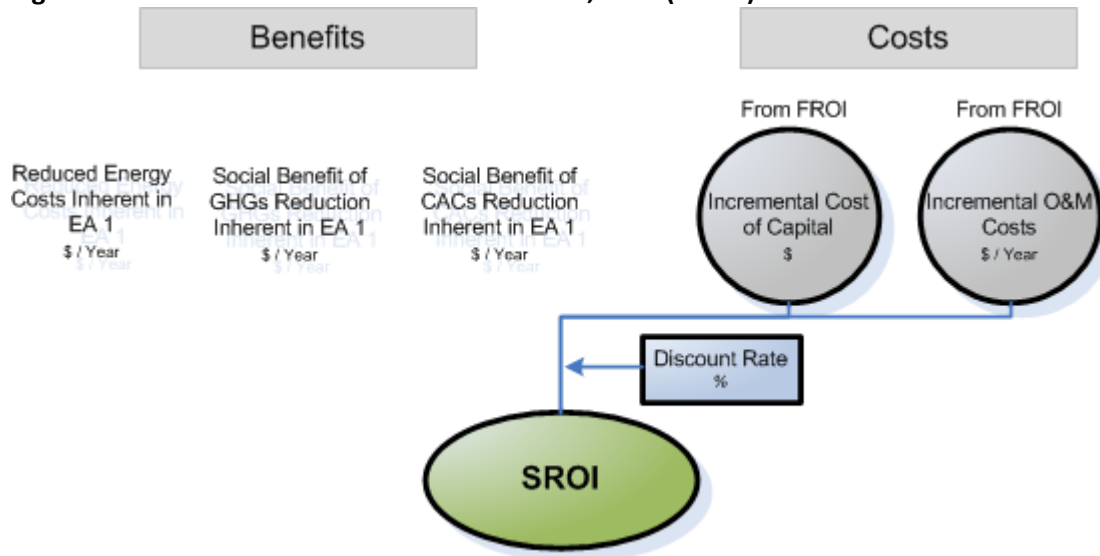 Benefits
Costs
From FROI
From FROI
Reduced Energy
Costs Inherent in
EA 1
$ / Year
Social Benefit of
GHGs Reduction
Inherent in EA 1
$ / Year
Social Benefit of
CACs Reduction
Inherent in EA 1
$ / Year
Incremental Cost
of Capital
$
Incremental O&M
Costs
$ / Year
Discount Rate
%
SROI